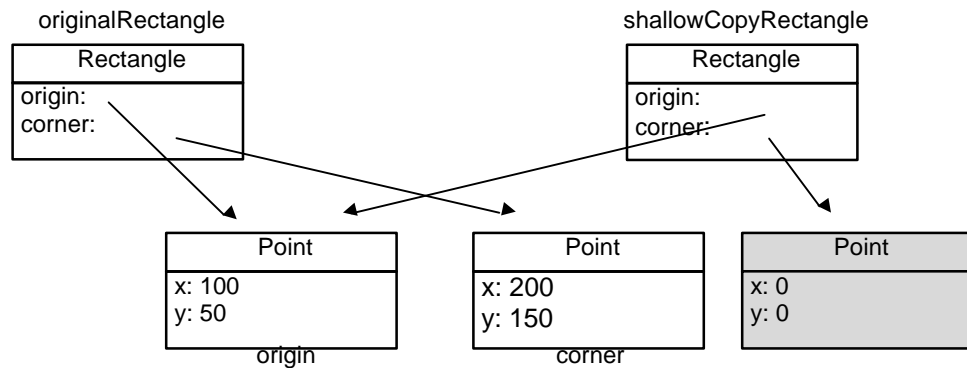 originalRectangle
shallowCopyRectangle
Rectangle
origin:
corner:
Rectangle
origin:
corner:
Point
x: 100
y: 50
origin
Point
x: 200
y: 150
corner
Point
x: 0
y: 0